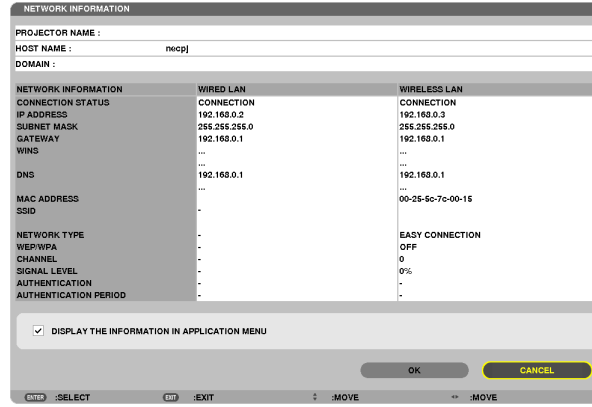 NETWORK INFORMATION
PROJECTOR NAME :
HOST NAME : necpj
DOMAIN :
NETWORK INFORMATION WIRED LAN WIRELESS LAN
CONNECTION STATUS CONNECTION CONNECTION
IP ADDRESS 192.168.0.2 192.168.0.3
SUBNET MASK 255.255.255.0 255.255.255.0
GATEWAY 192.168.0.1 192.168.0.1
WINS ... ...
... ...
DNS 192.168.0.1 192.168.0.1
... ...
MAC ADDRESS 00-25-5c-7c-00-15
SSID -
NETWORK TYPE - EASY CONNECTION
WEP/WPA - OFF
CHANNEL - 0
SIGNAL LEVEL - 0%
AUTHENTICATION - -
AUTHENTICATION PERIOD - -
DISPLAY THE INFORMATION IN APPLICATION MENU
OK CANCEL
ENTER :SELECT EXIT :EXIT :MOVE :MOVE